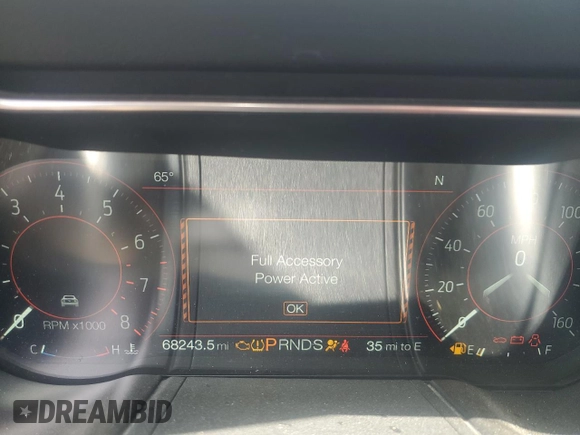 65°
N
3 4 5 6 7 8
0
RPM x1000
C H
Full Accessory
Power Active
OK
68243.5 mi PRNDS 35 mi to E
0 20 40 60 100 160
MPH
0
E F
DREAMBID